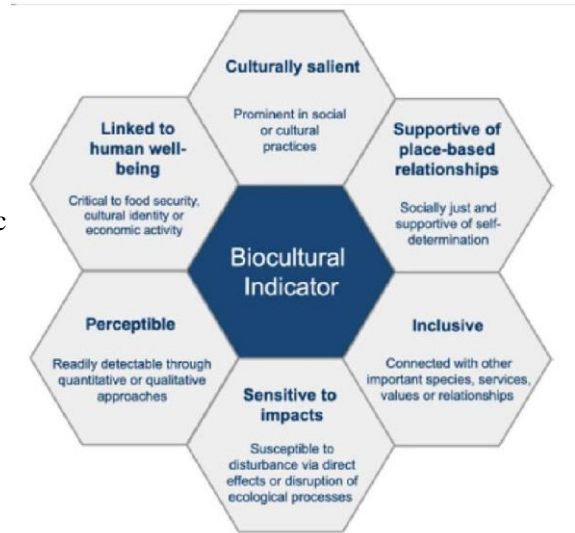 Culturally salient
Prominent in social
or cultural
practices
Linked to
human well-
being
Critical to food security,
cultural identity or
economic activity
Supportive of
place-based
relationships
Socially just and
supportive of self-
determination
c
Biocultural
Indicator
Perceptible
Readily detectable through
quantitative or qualitative
approaches
Inclusive
Connected with other
important species, services,
values or relationships
Sensitive to
impacts
Susceptible to
disturbance via direct
effects or disruption of
ecological processes